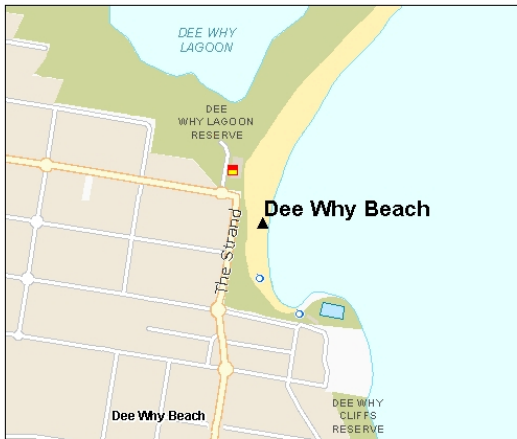 DEE WHY
LAGOON
DEE
WHY LAGOON
RESERVE
Dee Why Beach
The Strand
Dee Why Beach
DEE WHY
CLIFFS
RESERVE